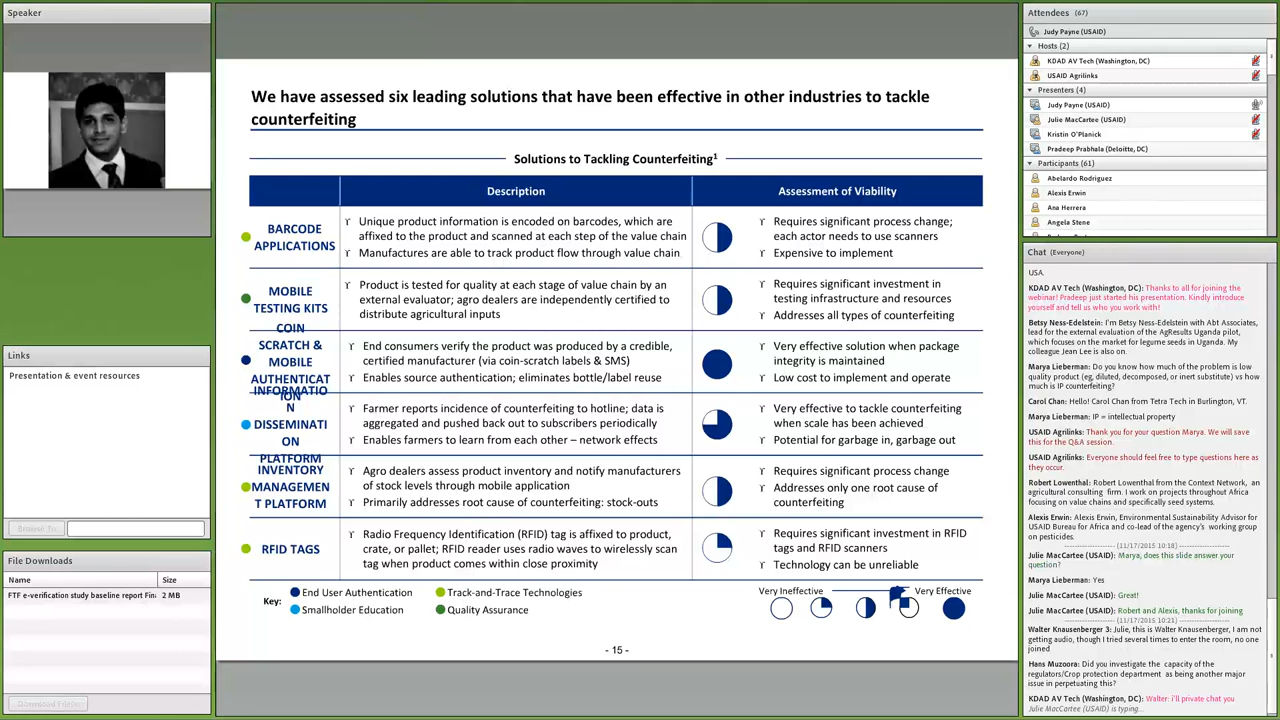 Speaker
Links
Presentation & event resources
Browse To
File Downloads
Name
Size
FTF e-verification study baseline report Fin
2 MB
Download File(s)
We have assessed six leading solutions that have been effective in other industries to tackle
counterfeiting
Solutions to Tackling Counterfeiting1
Description
Assessment of Viability
BARCODE
APPLICATIONS
Unique product information is encoded on barcodes, which are
affixed to the product and scanned at each step of the value chain
Manufactures are able to track product flow through value chain
Requires significant process change;
each actor needs to use scanners
Expensive to implement
MOBILE
TESTING KITS
Product is tested for quality at each stage of value chain by an
external evaluator; agro dealers are independently certified to
distribute agricultural inputs
Requires significant investment in
testing infrastructure and resources
Addresses all types of counterfeiting
COIN
SCRATCH &
MOBILE
AUTHENTICAT
ION
End consumers verify the product was produced by a credible,
certified manufacturer (via coin-scratch labels & SMS)
Enables source authentication; eliminates bottle/label reuse
Very effective solution when package
integrity is maintained
Low cost to implement and operate
INFORMATIO
N
DISSEMINATI
ON
PLATFORM
Farmer reports incidence of counterfeiting to hotline; data is
aggregated and pushed back out to subscribers periodically
Enables farmers to learn from each other – network effects
Very effective to tackle counterfeiting
when scale has been achieved
Potential for garbage in, garbage out
INVENTORY
MANAGEMEN
T PLATFORM
Agro dealers assess product inventory and notify manufacturers
of stock levels through mobile application
Primarily addresses root cause of counterfeiting: stock-outs
Requires significant process change
Addresses only one root cause of
counterfeiting
RFID TAGS
Radio Frequency Identification (RFID) tag is affixed to product,
crate, or pallet; RFID reader uses radio waves to wirelessly scan
tag when product comes within close proximity
Requires significant investment in RFID
tags and RFID scanners
Technology can be unreliable
Key:
End User Authentication
Track-and-Trace Technologies
Smallholder Education
Quality Assurance
Very Ineffective
Very Effective
- 15 -
Attendees (67)
Judy Payne (USAID)
Hosts (2)
KDAD AV Tech (Washington, DC)
USAID Agrilinks
Presenters (4)
Judy Payne (USAID)
Julie MacCartee (USAID)
Kristin O'Planick
Pradeep Prabhala (Deloitte, DC)
Participants (61)
Abelardo Rodriguez
Alexis Erwin
Ana Herrera
Angela Stene
Chat (Everyone)
USA.
KDAD AV Tech (Washington, DC): Thanks to all for joining the
webinar! Pradeep just started his presentation. Kindly introduce
yourself and tell us who you work with!
Betsy Ness-Edelstein: I'm Betsy Ness-Edelstein with Abt Associates,
lead for the external evaluation of the AgResults Uganda pilot,
which focuses on the market for legume seeds in Uganda. My
colleague Jean Lee is also on.
Marya Lieberman: Do you know how much of the problem is low
quality product (eg, diluted, decomposed, or inert substitute) vs how
much is IP counterfeiting?
Carol Chan: Hello! Carol Chan from Tetra Tech in Burlington, VT.
Marya Lieberman: IP = intellectual property
USAID Agrilinks: Thank you for your question Marya. We will save
this for the Q&A session.
USAID Agrilinks: Everyone should feel free to type questions here as
they occur.
Robert Lowenthal: Robert Lowenthal from the Context Network, an
agricultural consulting firm. I work on projects throughout Africa
focusing on value chains and specifically seed systems.
Alexis Erwin: Alexis Erwin, Environmental Sustainability Advisor for
USAID Bureau for Africa and co-lead of the agency's working group
on pesticides.
(11/17/2015 10:18)
Julie MacCartee (USAID): Marya, does this slide answer your
question?
Marya Lieberman: Yes
Julie MacCartee (USAID): Great!
Julie MacCartee (USAID): Robert and Alexis, thanks for joining
(11/17/2015 10:21)
Walter Knausenberger 3: Julie, this is Walter Knausenberger, I am not
getting audio, though I tried several times to enter the room, no one
joined
Hans Muzoora: Did you investigate the capacity of the
regulators/Crop protection department as being another major
issue in perpetuating this?
KDAD AV Tech (Washington, DC): Walter: i'll private chat you
Julie MacCartee (USAID) is typing...